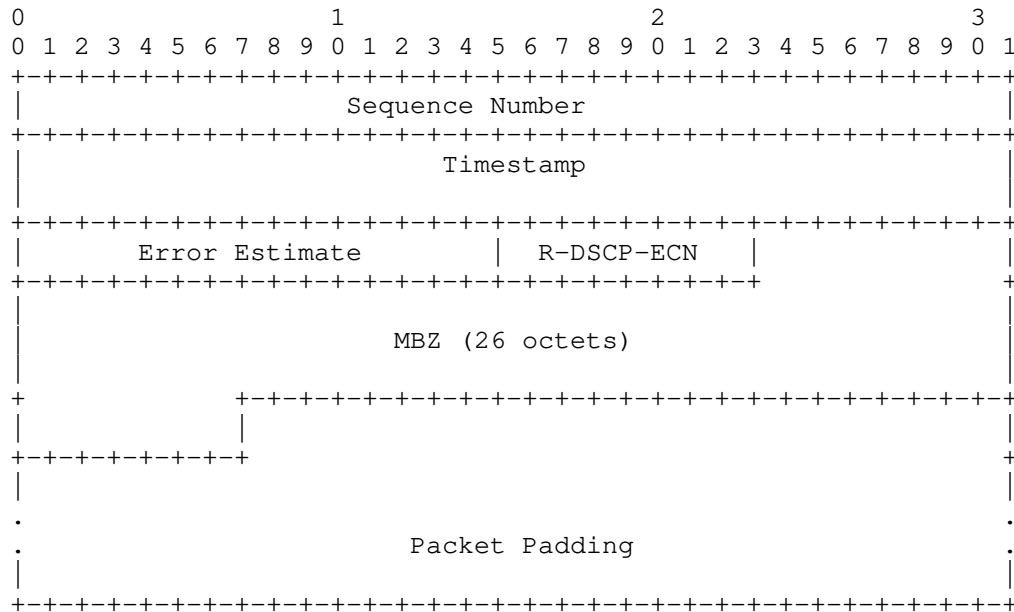 0                   1                   2                   3
0 1 2 3 4 5 6 7 8 9 0 1 2 3 4 5 6 7 8 9 0 1 2 3 4 5 6 7 8 9 0 1
+-+-+-+-+-+-+-+-+-+-+-+-+-+-+-+-+-+-+-+-+-+-+-+-+-+-+-+-+-+-+-+
|                    Sequence Number                          |
+-+-+-+-+-+-+-+-+-+-+-+-+-+-+-+-+-+-+-+-+-+-+-+-+-+-+-+-+-+-+-+
|                          Timestamp                          |
|                                                             |
+-+-+-+-+-+-+-+-+-+-+-+-+-+-+-+-+-+-+-+-+-+-+-+-+-+-+-+-+-+-+-+
|       Error Estimate        |  R-DSCP-ECN   |               |
+-+-+-+-+-+-+-+-+-+-+-+-+-+-+-+-+-+-+-+-+-+-+-+               +
|                                                             |
|                       MBZ (26 octets)                       |
|                                                             |
+             +-+-+-+-+-+-+-+-+-+-+-+-+-+-+-+-+-+-+-+-+-+-+-+-+
|             |                                               |
+-+-+-+-+-+-+-+                                               +
|                                                             |
.                                                             .
.                        Packet Padding                       .
|                                                             |
+-+-+-+-+-+-+-+-+-+-+-+-+-+-+-+-+-+-+-+-+-+-+-+-+-+-+-+-+-+-+-+